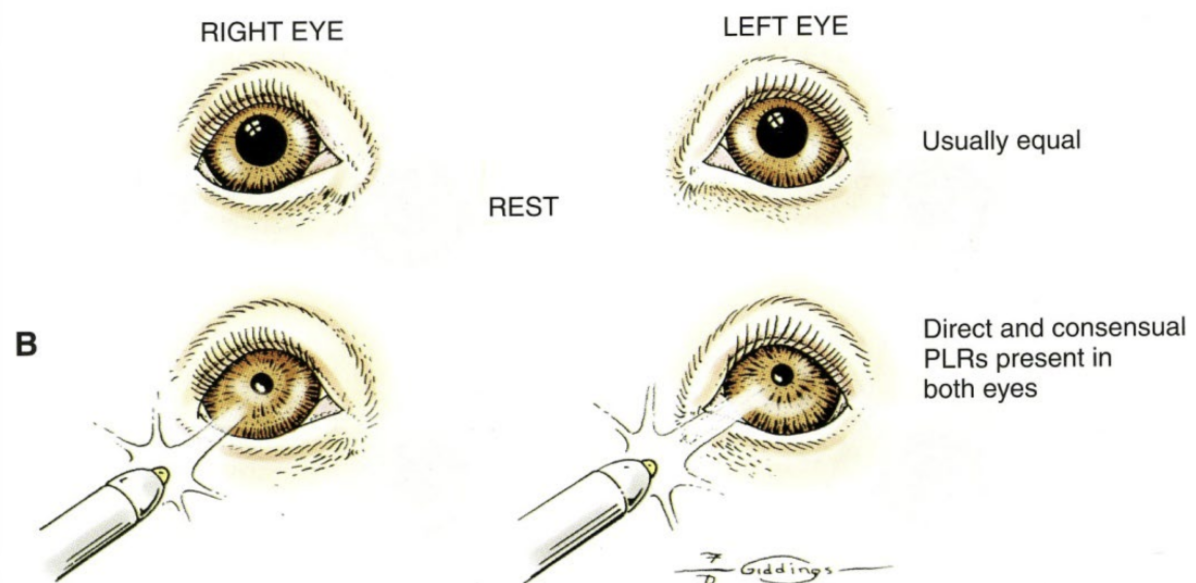 RIGHT EYE
LEFT EYE
Usually equal
REST
B
Direct and consensual
PLRs present in
both eyes
Giddings